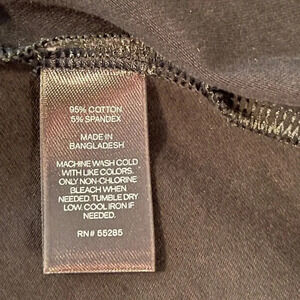 95% COTTON
5% SPANDEX
MADE IN
BANGLADESH
MACHINE WASH COLD
WITH LIKE COLORS.
ONLY NON-CHLORINE
BLEACH WHEN
NEEDED. TUMBLE DRY
LOW. COOL IRON IF
NEEDED.
RN# 55285